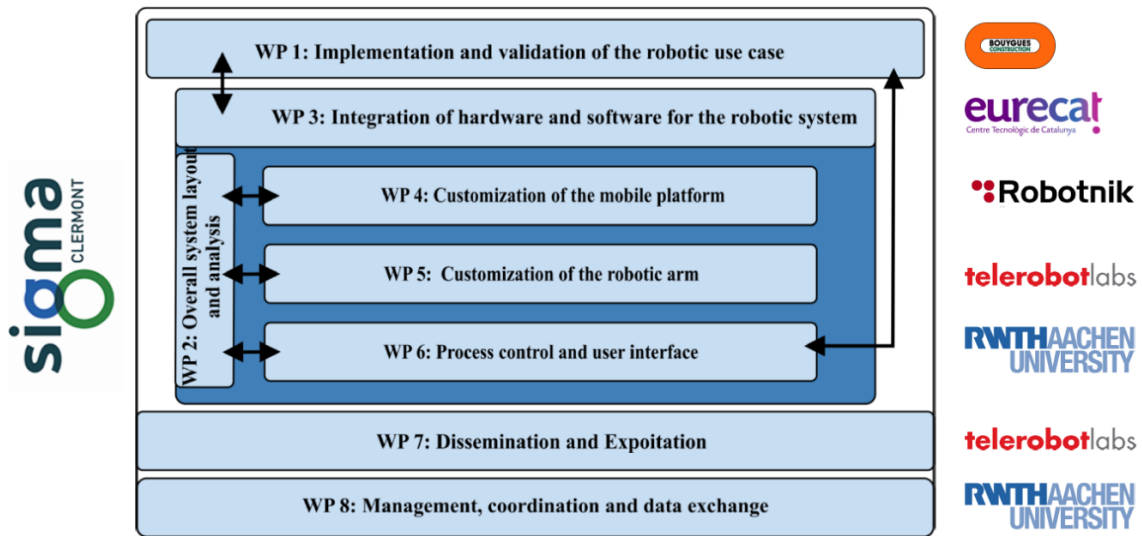 WP 1: Implementation and validation of the robotic use case
BOUYGUES
CONSTRUCTION
WP 3: Integration of hardware and software for the robotic system
eurecat
Centre Tecnològic de Catalunya
sigma
CLERMONT
WP 2: Overall system layout
and analysis
WP 4: Customization of the mobile platform
Robotnik
WP 5: Customization of the robotic arm
telerobotlabs
WP 6: Process control and user interface
RWTHAACHEN
UNIVERSITY
WP 7: Dissemination and Expoitation
telerobotlabs
WP 8: Management, coordination and data exchange
RWTHAACHEN
UNIVERSITY